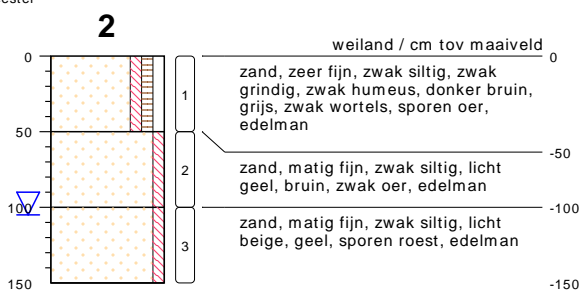 2
weiland / cm tov maaiveld
0
0
zand, zeer fijn, zwak siltig, zwak
grindig, zwak humeus, donker bruin,
grijs, zwak wortels, sporen oer,
edelman
1
50
-50
zand, matig fijn, zwak siltig, licht
geel, bruin, zwak oer, edelman
2
100
-100
zand, matig fijn, zwak siltig, licht
beige, geel, sporen roest, edelman
3
150
-150